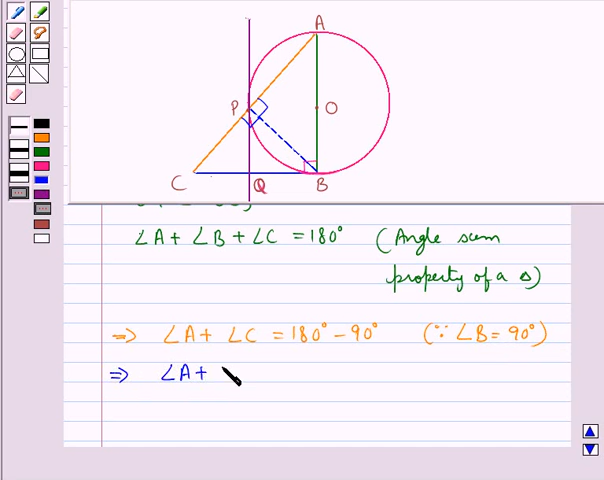 A
P
O
C
Q
B
∠A + ∠B + ∠C = 180° (Angle sum
property of a Δ)
⇒ ∠A + ∠C = 180° − 90° (∵ ∠B = 90°)
⇒ ∠A +